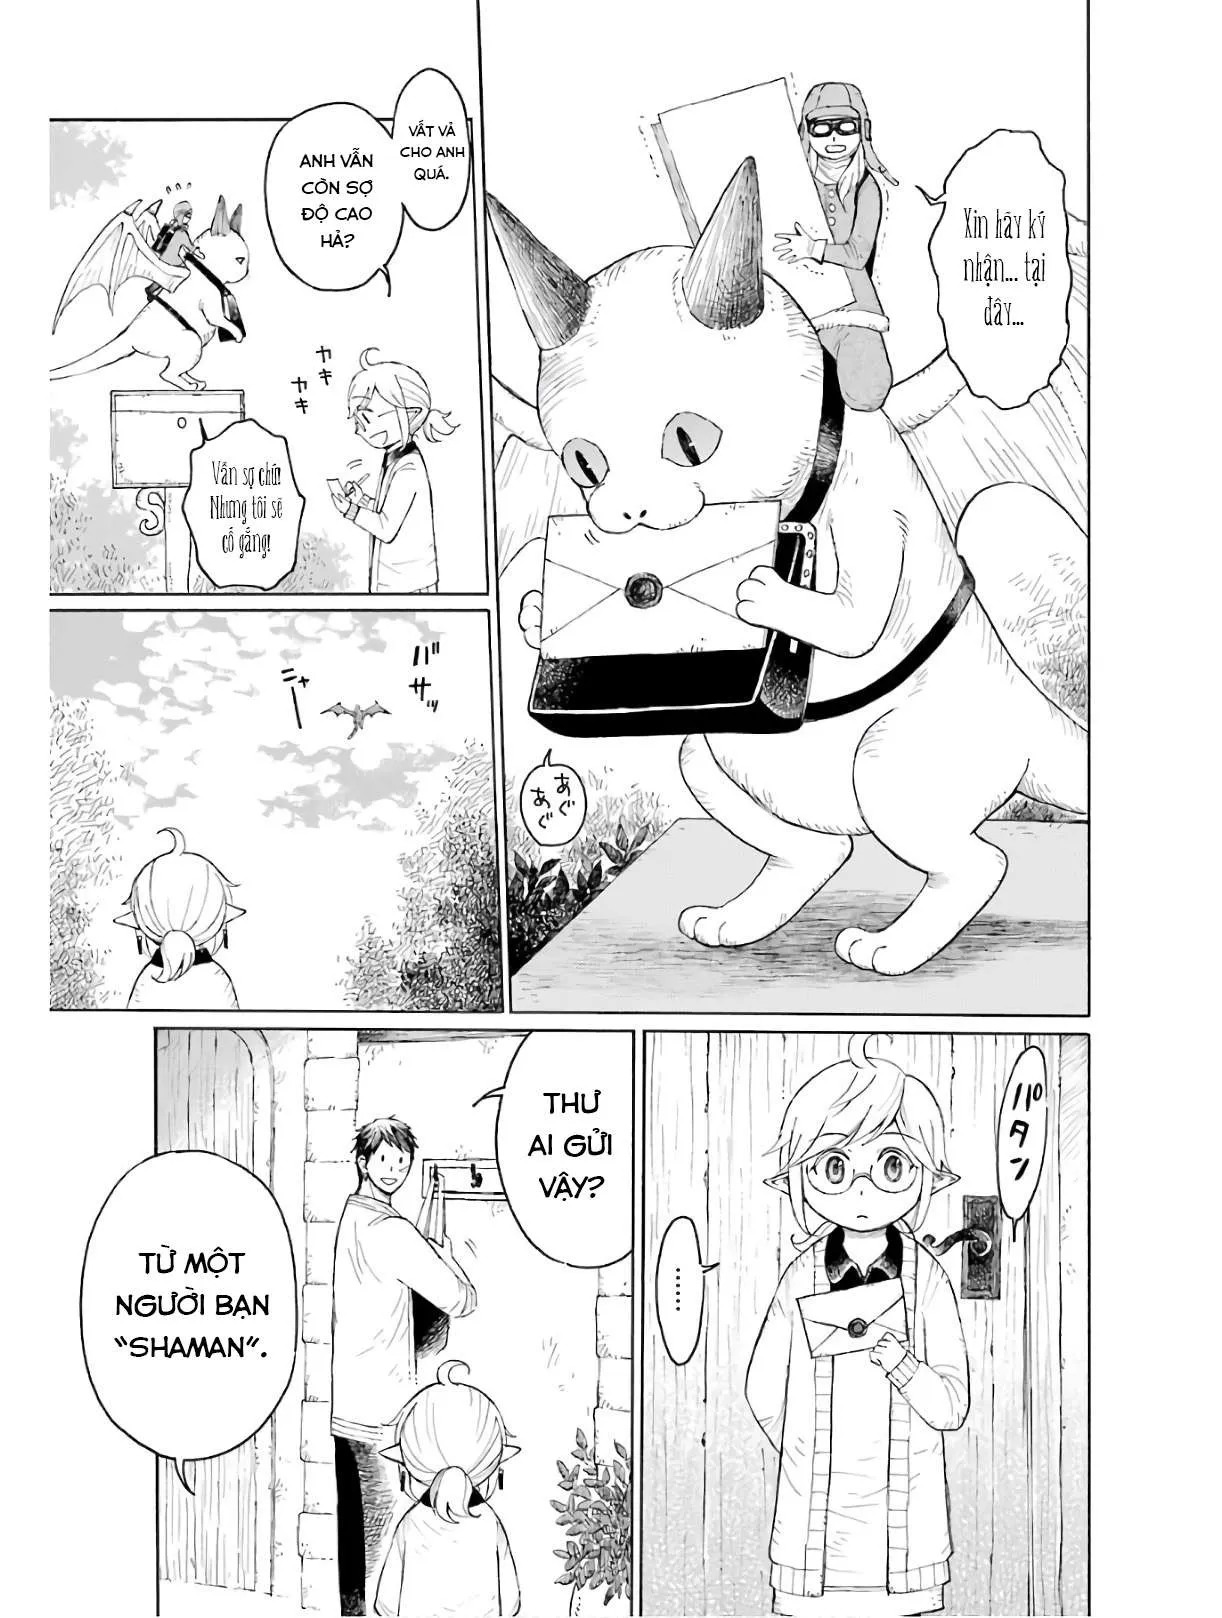 Xin hãy ký
nhận... tại
đây...
あぐ
あぐ
VẤT VẢ
CHO ANH
QUÁ.
ANH VẪN
CÒN SỢ
ĐỘ CAO
HẢ?
カキ
カキ
Vẫn sợ chứ!
Nhưng tôi sẽ
cố gắng!
バサッ
ニャー
パタン
......
THƯ
AI GỬI
VẬY?
TỪ MỘT
NGƯỜI BẠN
“SHAMAN”.